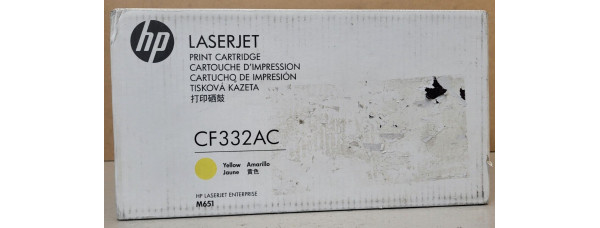 hp
LASERJET
PRINT CARTRIDGE
CARTOUCHE D'IMPRESSION
CARTUCHO DE IMPRESIÓN
TISKOVÁ KAZETA
打印硒鼓
CF332AC
Yellow Amarillo
Jaune 黄色
HP LASERJET ENTERPRISE
M651